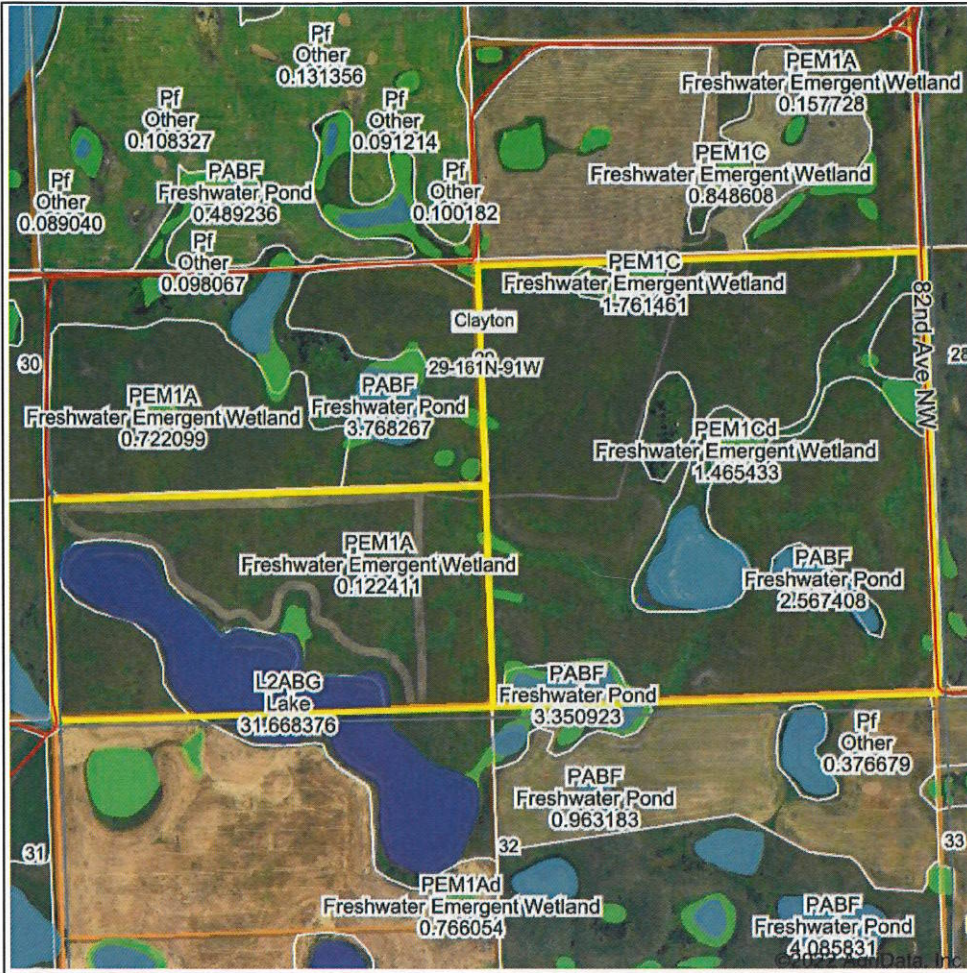 Pf
Other
0.131356
PEM1A
Freshwater Emergent Wetland
0.157728
Pf
Other
0.108327
Pf
Other
0.091214
PEM1C
Freshwater Emergent Wetland
0.848608
PABF
Freshwater Pond
0.489236
Pf
Other
0.089040
Pf
Other
0.100182
Pf
Other
0.098067
PEM1C
Freshwater Emergent Wetland
1.761461
82nd Ave NW
Clayton
30
28
29-161N-91W
PEM1A
Freshwater Emergent Wetland
0.722099
PABF
Freshwater Pond
3.768267
PEM1Cd
Freshwater Emergent Wetland
1.465433
PEM1A
Freshwater Emergent Wetland
0.122411
PABF
Freshwater Pond
2.567408
L2ABG
Lake
31.668376
PABF
Freshwater Pond
3.350923
Pf
Other
0.376679
PABF
Freshwater Pond
0.963183
31
32
33
PEM1Ad
Freshwater Emergent Wetland
0.766054
PABF
Freshwater Pond
4.085831
AgriData, Inc.